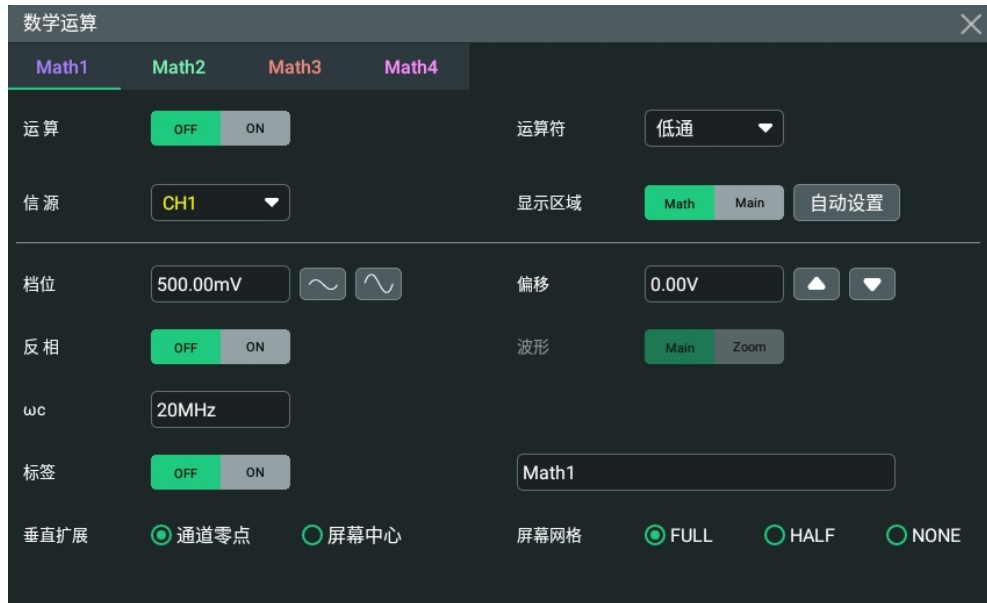 数学运算
Math1 Math2 Math3 Math4
运算 OFF ON 运算符 低通
信源 CH1 显示区域 Math Main 自动设置
档位 500.00mV 偏移 0.00V
反相 OFF ON 波形 Main Zoom
ωc 20MHz
标签 OFF ON Math1
垂直扩展 通道零点 屏幕中心 屏幕网格 FULL HALF NONE